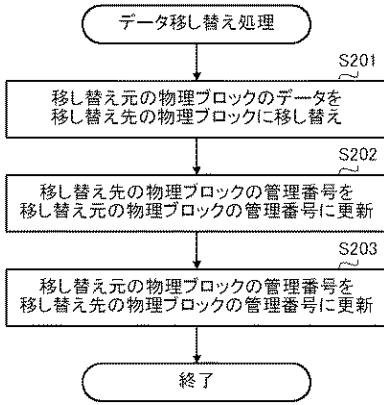 データ移し替え処理
S201
移し替え元の物理ブロックのデータを
移し替え先の物理ブロックに移し替え
S202
移し替え先の物理ブロックの管理番号を
移し替え元の物理ブロックの管理番号に更新
S203
移し替え元の物理ブロックの管理番号を
移し替え先の物理ブロックの管理番号に更新
終了